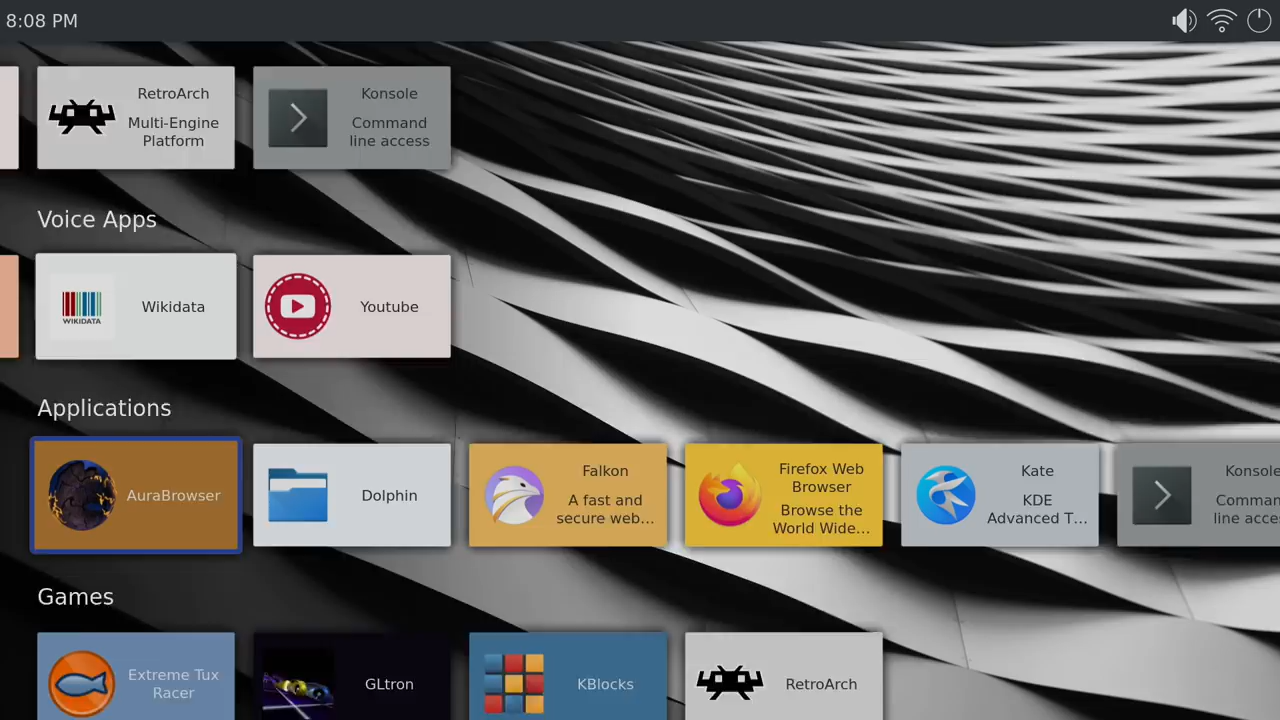 8:08 PM
RetroArch
Multi-Engine
Platform
Konsole
Command
line access
Voice Apps
WIKIDATA
Wikidata
Youtube
Applications
AuraBrowser
Dolphin
Falkon
A fast and
secure web...
Firefox Web
Browser
Browse the
World Wide...
Kate
KDE
Advanced T...
Konsole
Comman
line acce
Games
Extreme Tux
Racer
GLtron
KBlocks
RetroArch